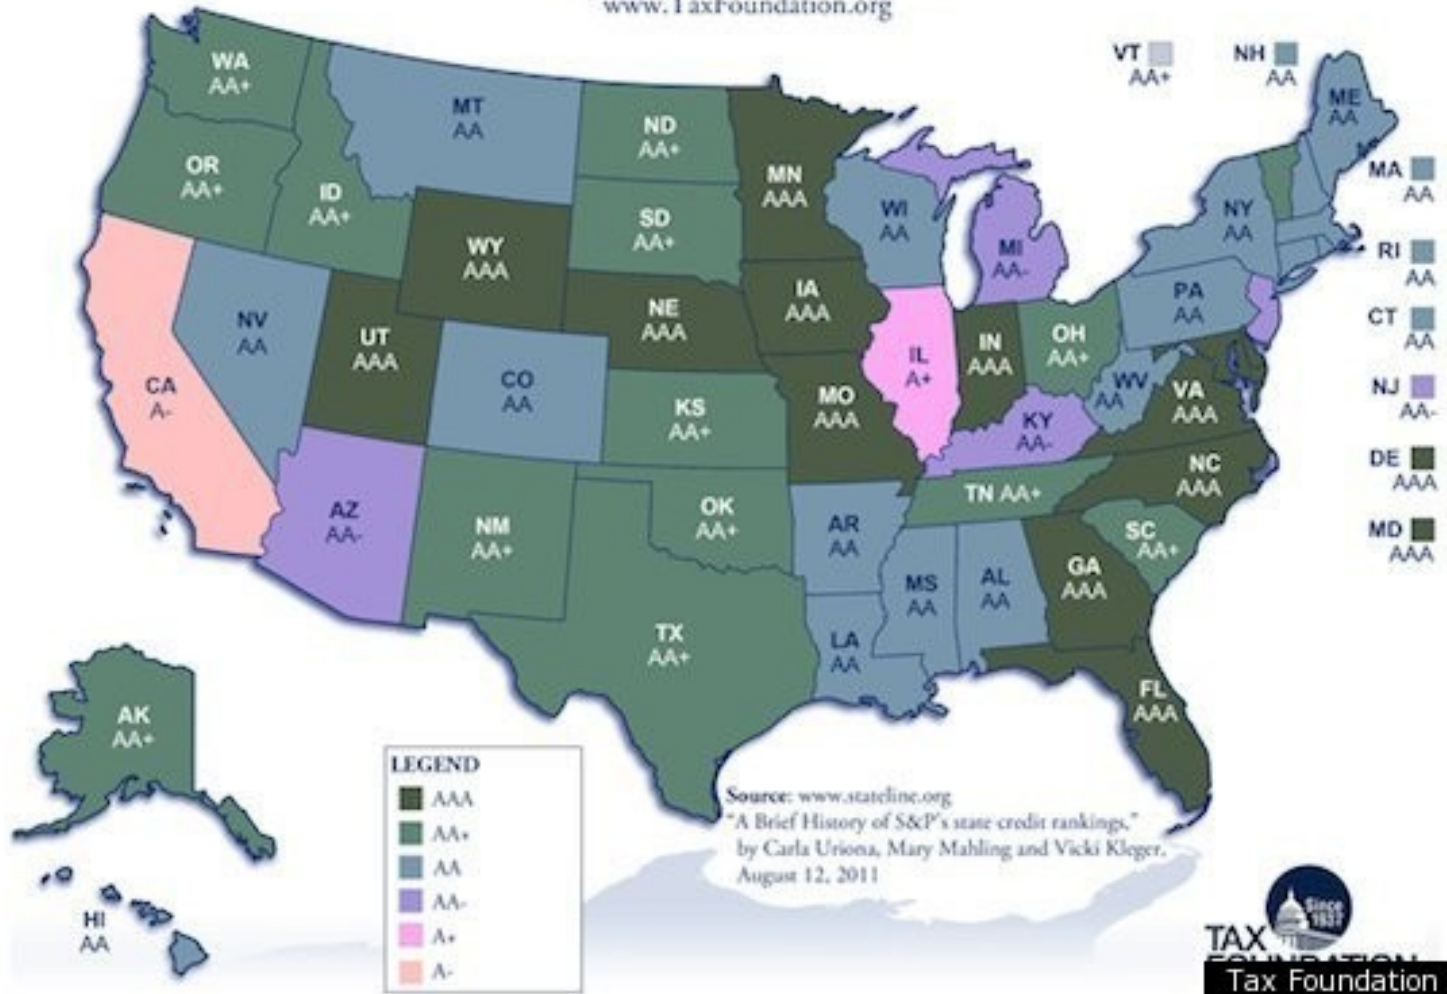 www.TaxFoundation.org
VT
AA+
NH
AA
WA
AA+
MT
AA
ND
AA+
MN
AAA
ME
AA
OR
AA+
ID
AA+
WY
AAA
SD
AA+
WI
AA
MI
AA-
NY
AA
MA
AA
RI
AA
NV
AA
UT
AAA
NE
AAA
IA
AAA
PA
AA
CT
AA
CA
A-
CO
AA
KS
AA+
MO
AAA
IL
A+
IN
AAA
OH
AA+
WV
AA
VA
AAA
NJ
AA-
KY
AA-
DE
AAA
AZ
AA-
NM
AA+
OK
AA+
AR
AA
TN AA+
NC
AAA
SC
AA+
MD
AAA
MS
AA
AL
AA
GA
AAA
TX
AA+
LA
AA
FL
AAA
AK
AA+
HI
AA
LEGEND
AAA
AA+
AA
AA-
A+
A-
Source: www.stateline.org
"A Brief History of S&P's state credit rankings,"
by Carla Uriona, Mary Mahling and Vicki Kleger,
August 12, 2011
Since
1937
TAX
FOUNDATION
Tax Foundation